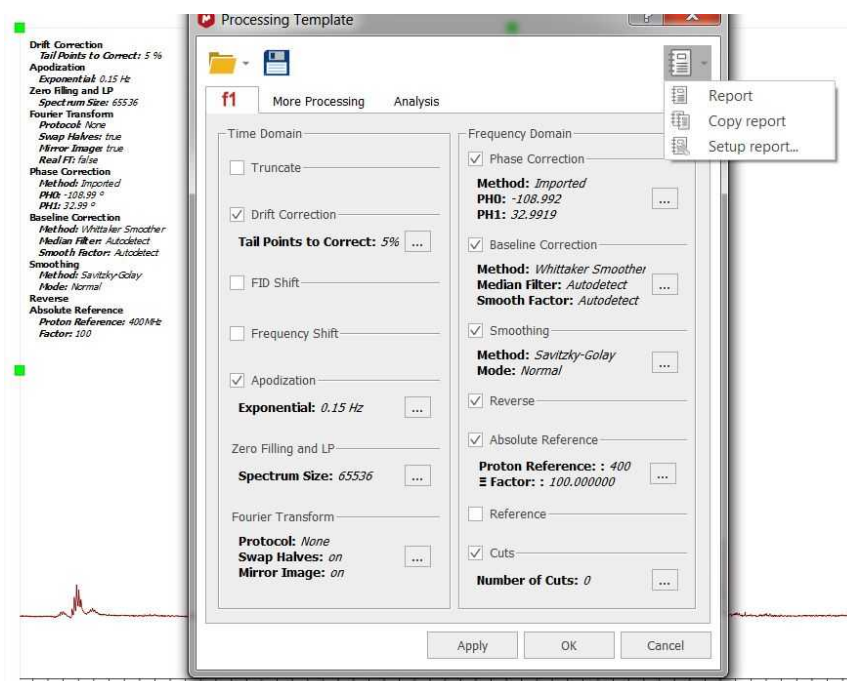 Drift Correction
Tail Points to Correct: 5 %
Apodization
Exponential: 0.15 Hz
Zero Filling and LP
Spectrum Size: 65536
Fourier Transform
Protocol: None
Swap Halves: true
Mirror Image: true
Real FT: false
Phase Correction
Method: Imported
PH0: -108.99 º
PH1: 32.99 º
Baseline Correction
Method: Whittaker Smoother
Median Filter: Autodetect
Smooth Factor: Autodetect
Smoothing
Method: Savitzky-Golay
Mode: Normal
Reverse
Absolute Reference
Proton Reference: 400 MHz
Factor: 100
Processing Template
f1 More Processing Analysis
Report
Copy report
Setup report...
Time Domain
Truncate
Drift Correction
Tail Points to Correct: 5% ...
FID Shift
Frequency Shift
Apodization
Exponential: 0.15 Hz ...
Zero Filling and LP
Spectrum Size: 65536 ...
Fourier Transform
Protocol: None
Swap Halves: on ...
Mirror Image: on
Frequency Domain
Phase Correction
Method: Imported
PH0: -108.992 ...
PH1: 32.9919
Baseline Correction
Method: Whittaker Smoother
Median Filter: Autodetect ...
Smooth Factor: Autodetect
Smoothing
Method: Savitzky-Golay
Mode: Normal ...
Reverse
Absolute Reference
Proton Reference: : 400
Ξ Factor: : 100.000000 ...
Reference
Cuts
Number of Cuts: 0 ...
Apply OK Cancel